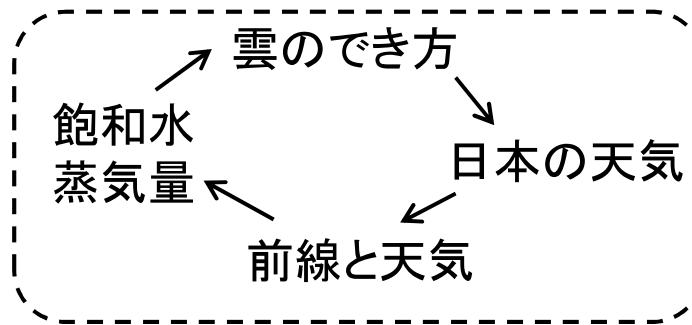 雲のでき方
飽和水
蒸気量
日本の天気
前線と天気